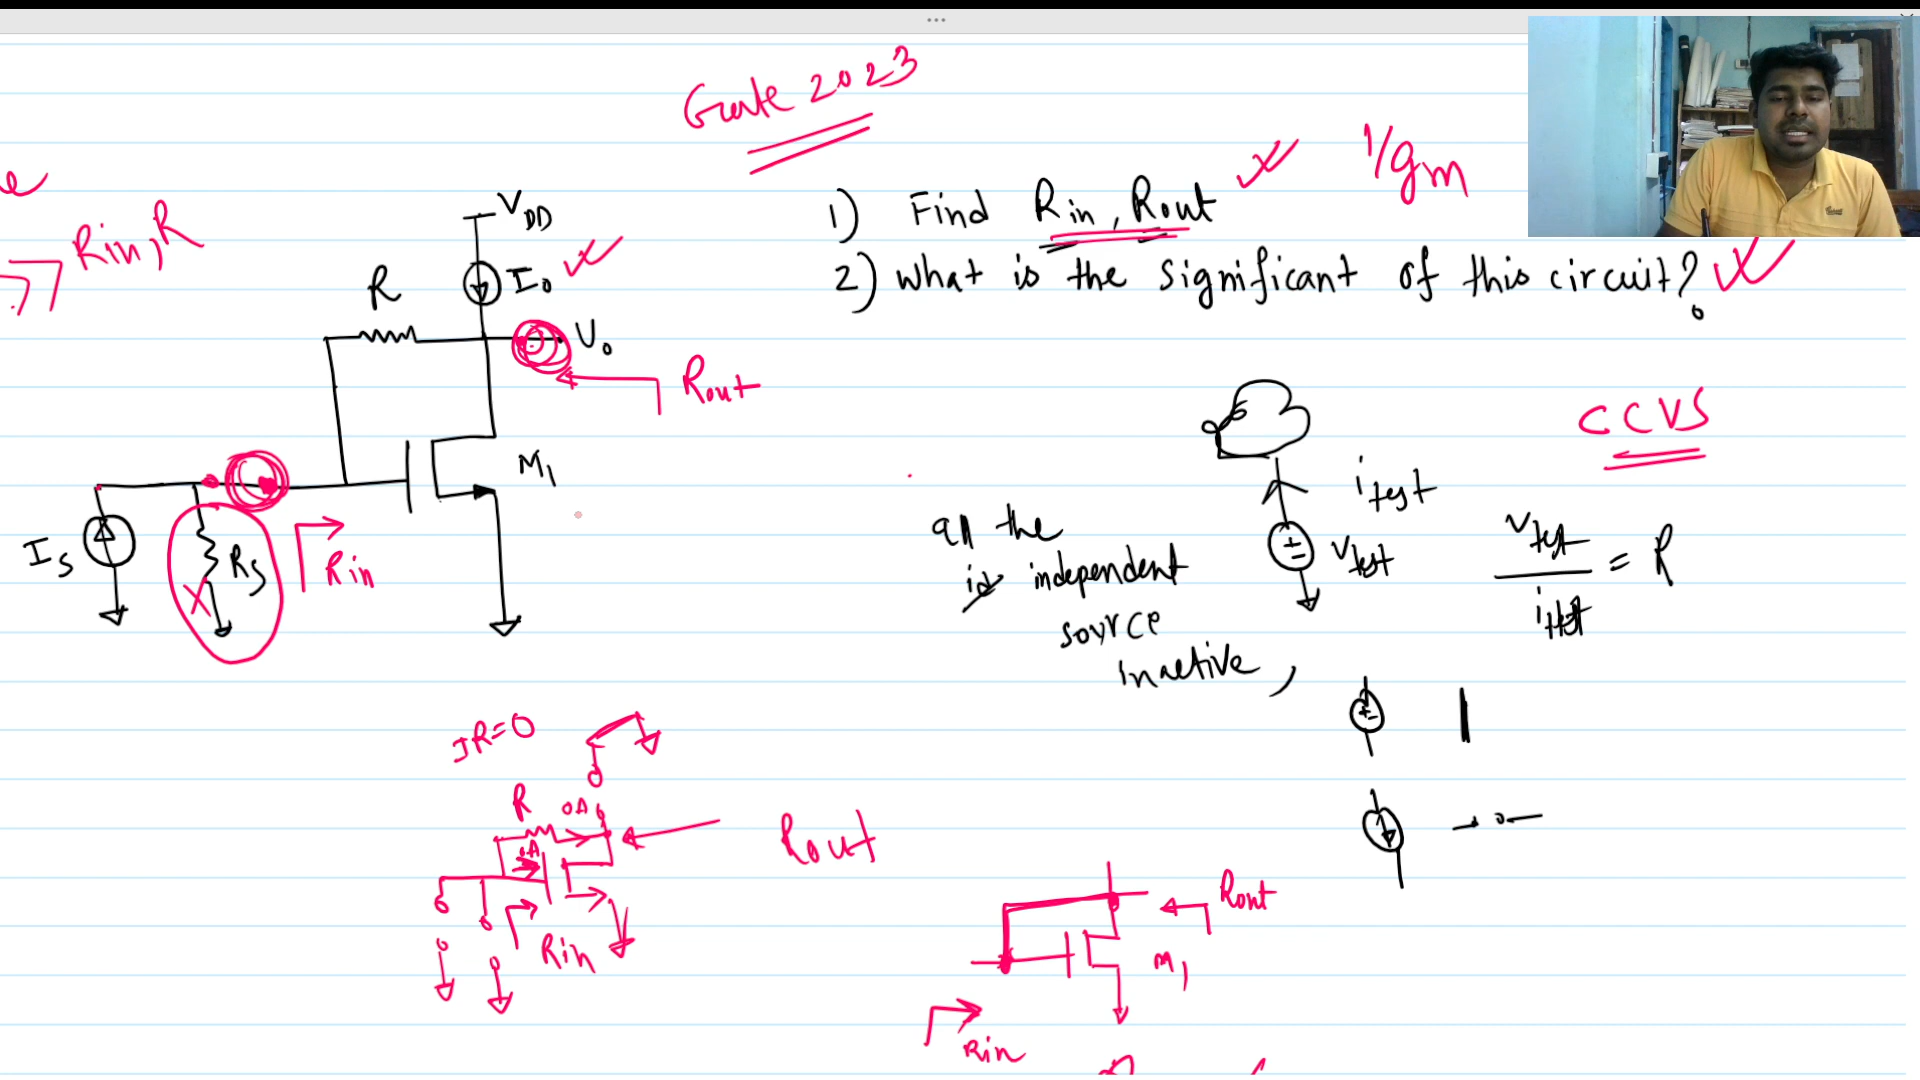 Gate 2023
e
Rin, R
VDD
I0
R
V0
Rout
M1
Is
Rs
Rin
X
1) Find Rin, Rout
1/gm
2) What is the significant of this circuit?
CCVS
itest
Vtest
Vtest
itest
= R
all the
independent
source
inactive,
IR=0
R
0A
0A
Rout
Rin
Rout
M1
Rin